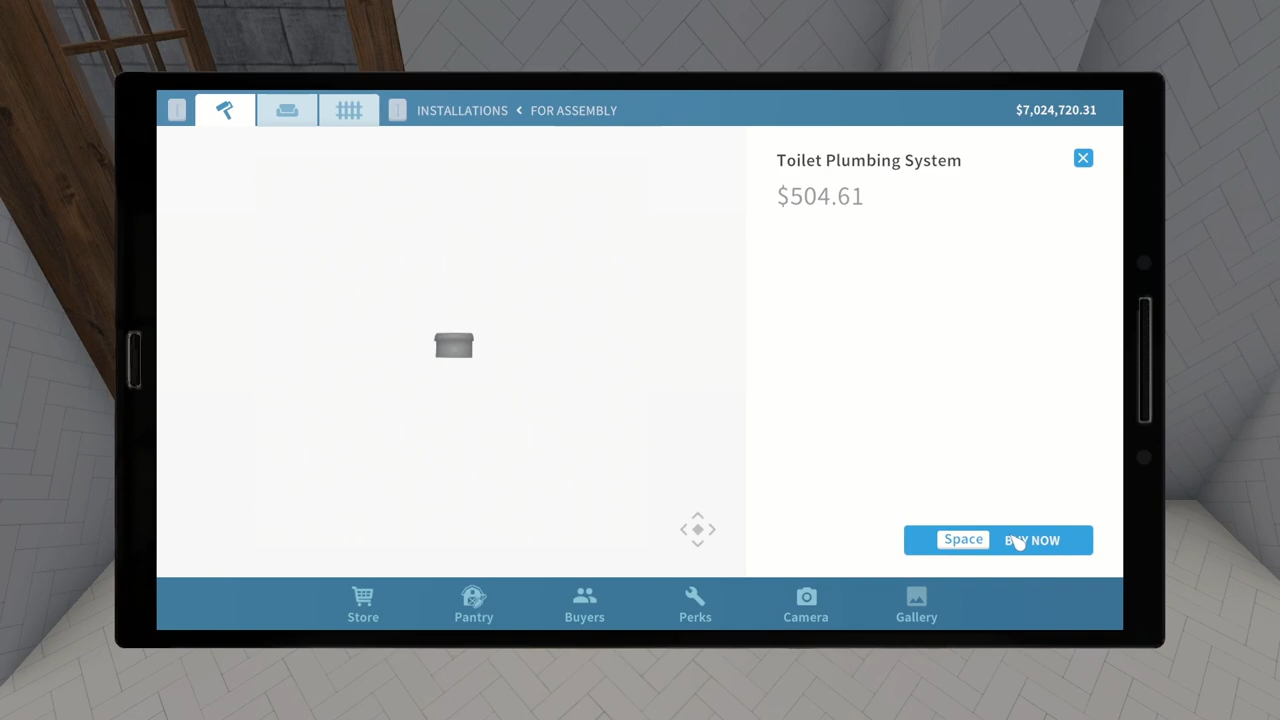 INSTALLATIONS < FOR ASSEMBLY
$7,024,720.31
Toilet Plumbing System
$504.61
Space BUY NOW
Store
Pantry
Buyers
Perks
Camera
Gallery